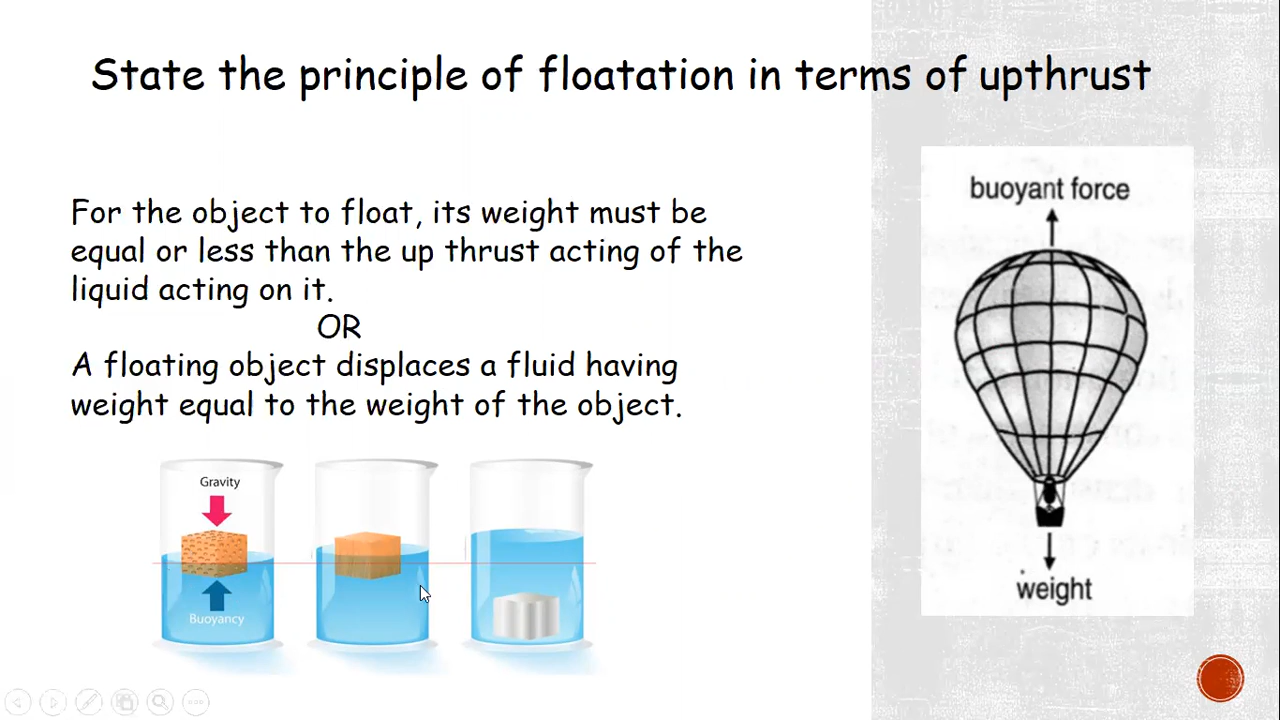 State the principle of floatation in terms of upthrust
For the object to float, its weight must be
equal or less than the up thrust acting of the
liquid acting on it.
OR
A floating object displaces a fluid having
weight equal to the weight of the object.
Gravity
Buoyancy
buoyant force
weight